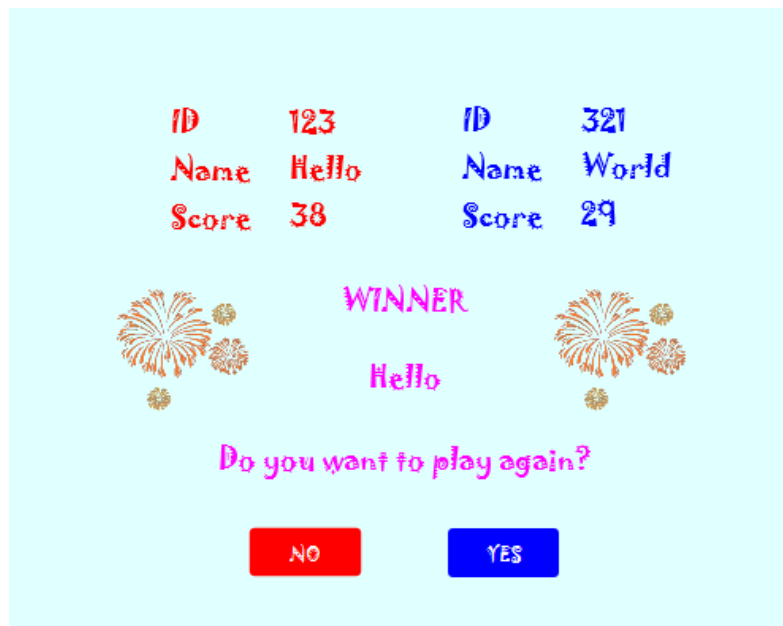 ID 123 ID 321
Name Hello Name World
Score 38 Score 29
WINNER
Hello
Do you want to play again?
NO YES